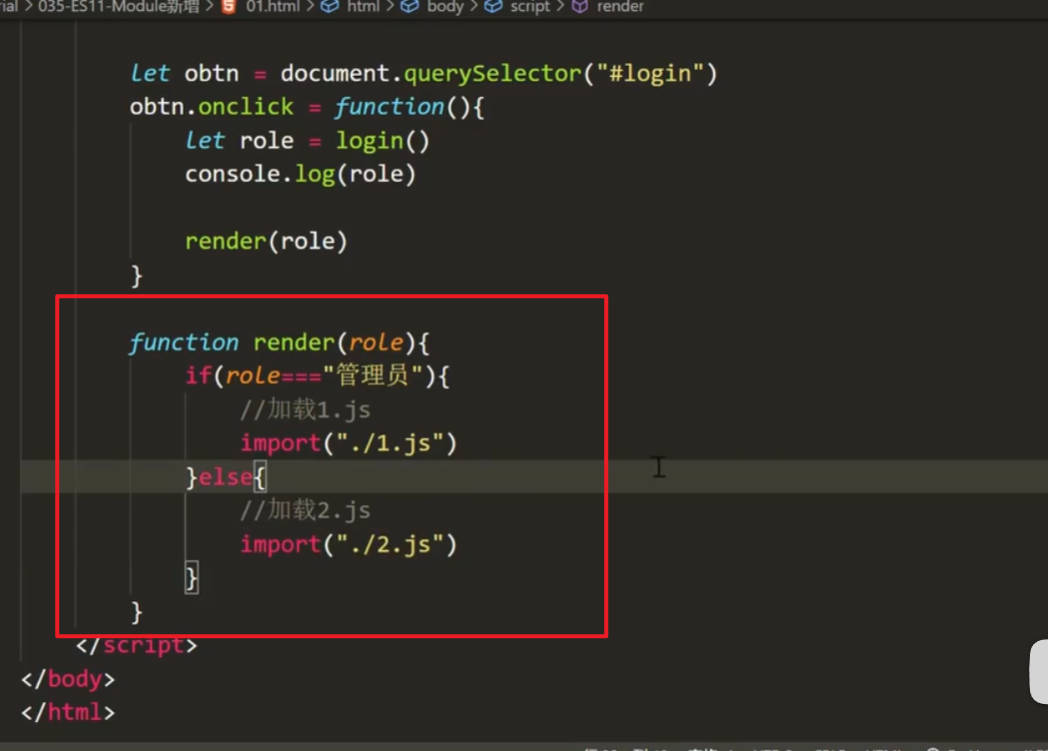 035-ES11-Module新增 > 01.html > html > body > script > render
let obtn = document.querySelector("#login")
obtn.onclick = function(){
let role = login()
console.log(role)
render(role)
}
function render(role){
if(role==="管理员"){
//加载1.js
import("./1.js")
}else{
//加载2.js
import("./2.js")
}
}
</script>
</body>
</html>